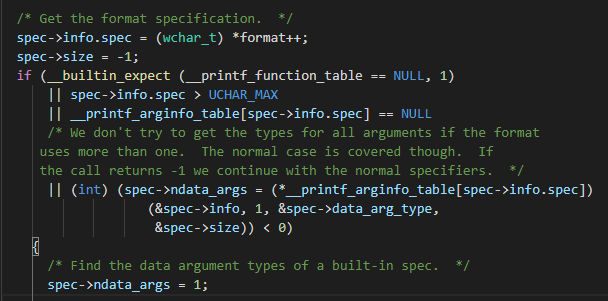 /* Get the format specification.  */
spec->info.spec = (wchar_t) *format++;
spec->size = -1;
if (__builtin_expect (__printf_function_table == NULL, 1)
|| spec->info.spec > UCHAR_MAX
|| __printf_arginfo_table[spec->info.spec] == NULL
/* We don't try to get the types for all arguments if the format
uses more than one.  The normal case is covered though.  If
the call returns -1 we continue with the normal specifiers.  */
|| (int) (spec->ndata_args = (*__printf_arginfo_table[spec->info.spec])
(&spec->info, 1, &spec->data_arg_type,
&spec->size)) < 0)
{
/* Find the data argument types of a built-in spec.  */
spec->ndata_args = 1;